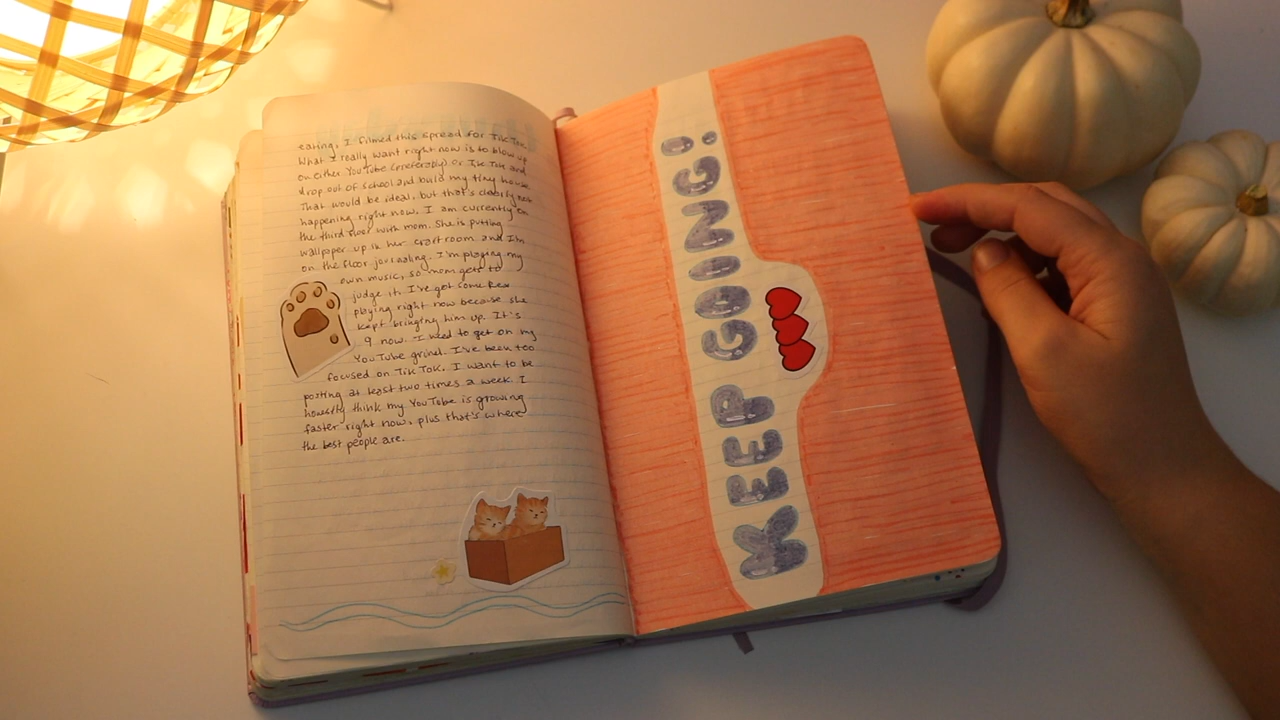 eating. I filmed this spread for TikTok.
What I really want right now is to blow up
on either YouTube (preferably) or TikTok and
drop out of school and build my tiny house.
That would be ideal, but that's clearly not
happening right now. I am currently on
the third floor with mom. She is putting
wallpaper up in her craft room and I'm
on the floor journaling. I'm playing my
own music, so mom gets to
judge it. I've got some Rex
playing right now because she
kept bringing him up. It's
9 now. I need to get on my
YouTube grind. I've been too
focused on TikTok. I want to be
posting at least two times a week. I
honestly think my YouTube is growing
faster right now, plus that's where
the best people are.
KEEP GOING!